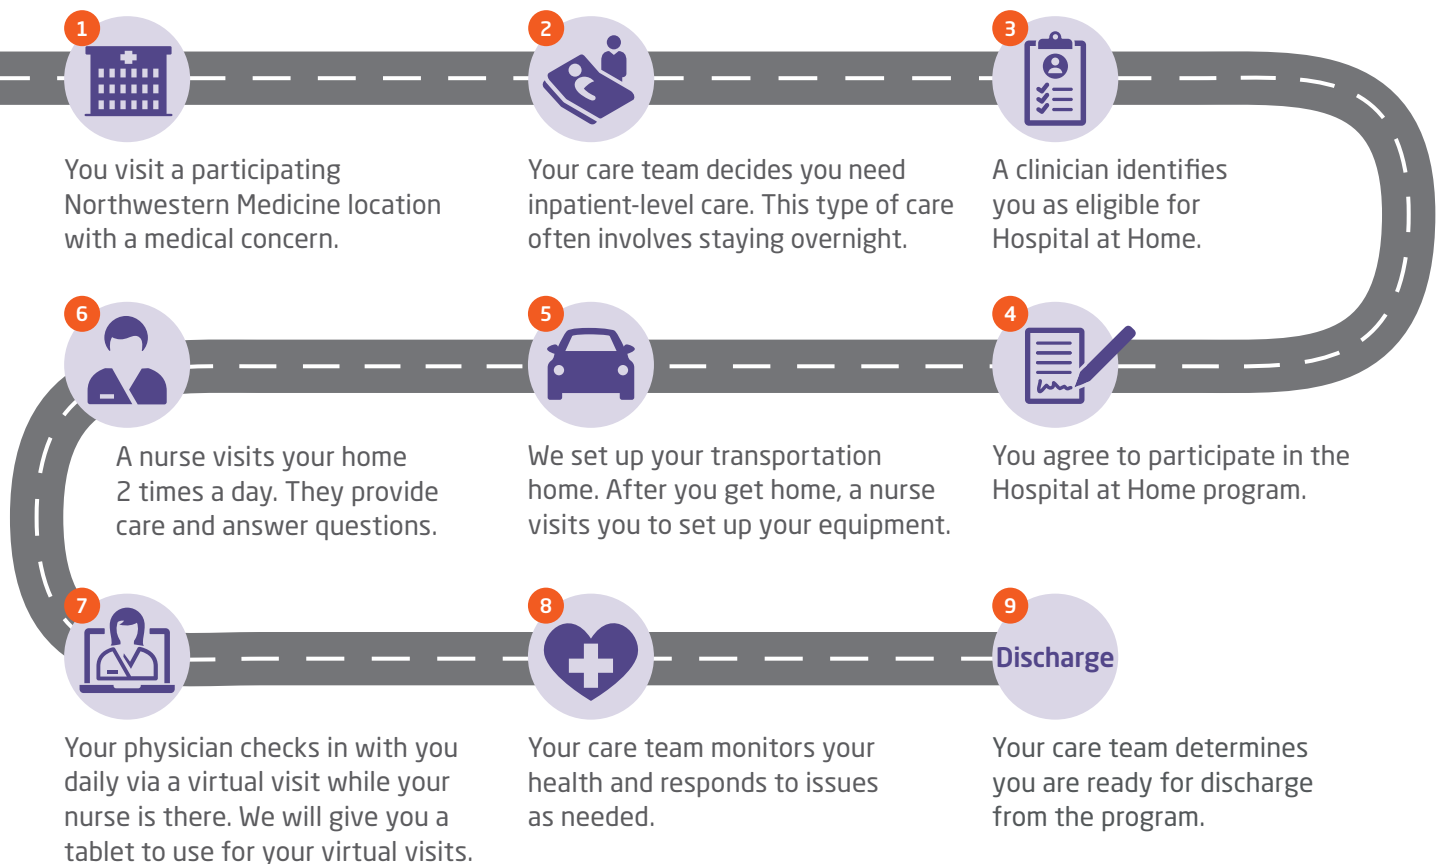 1
You visit a participating
Northwestern Medicine location
with a medical concern.
2
Your care team decides you need
inpatient-level care. This type of care
often involves staying overnight.
3
A clinician identifies
you as eligible for
Hospital at Home.
4
You agree to participate in the
Hospital at Home program.
5
We set up your transportation
home. After you get home, a nurse
visits you to set up your equipment.
6
A nurse visits your home
2 times a day. They provide
care and answer questions.
7
Your physician checks in with you
daily via a virtual visit while your
nurse is there. We will give you a
tablet to use for your virtual visits.
8
Your care team monitors your
health and responds to issues
as needed.
9
Discharge
Your care team determines
you are ready for discharge
from the program.